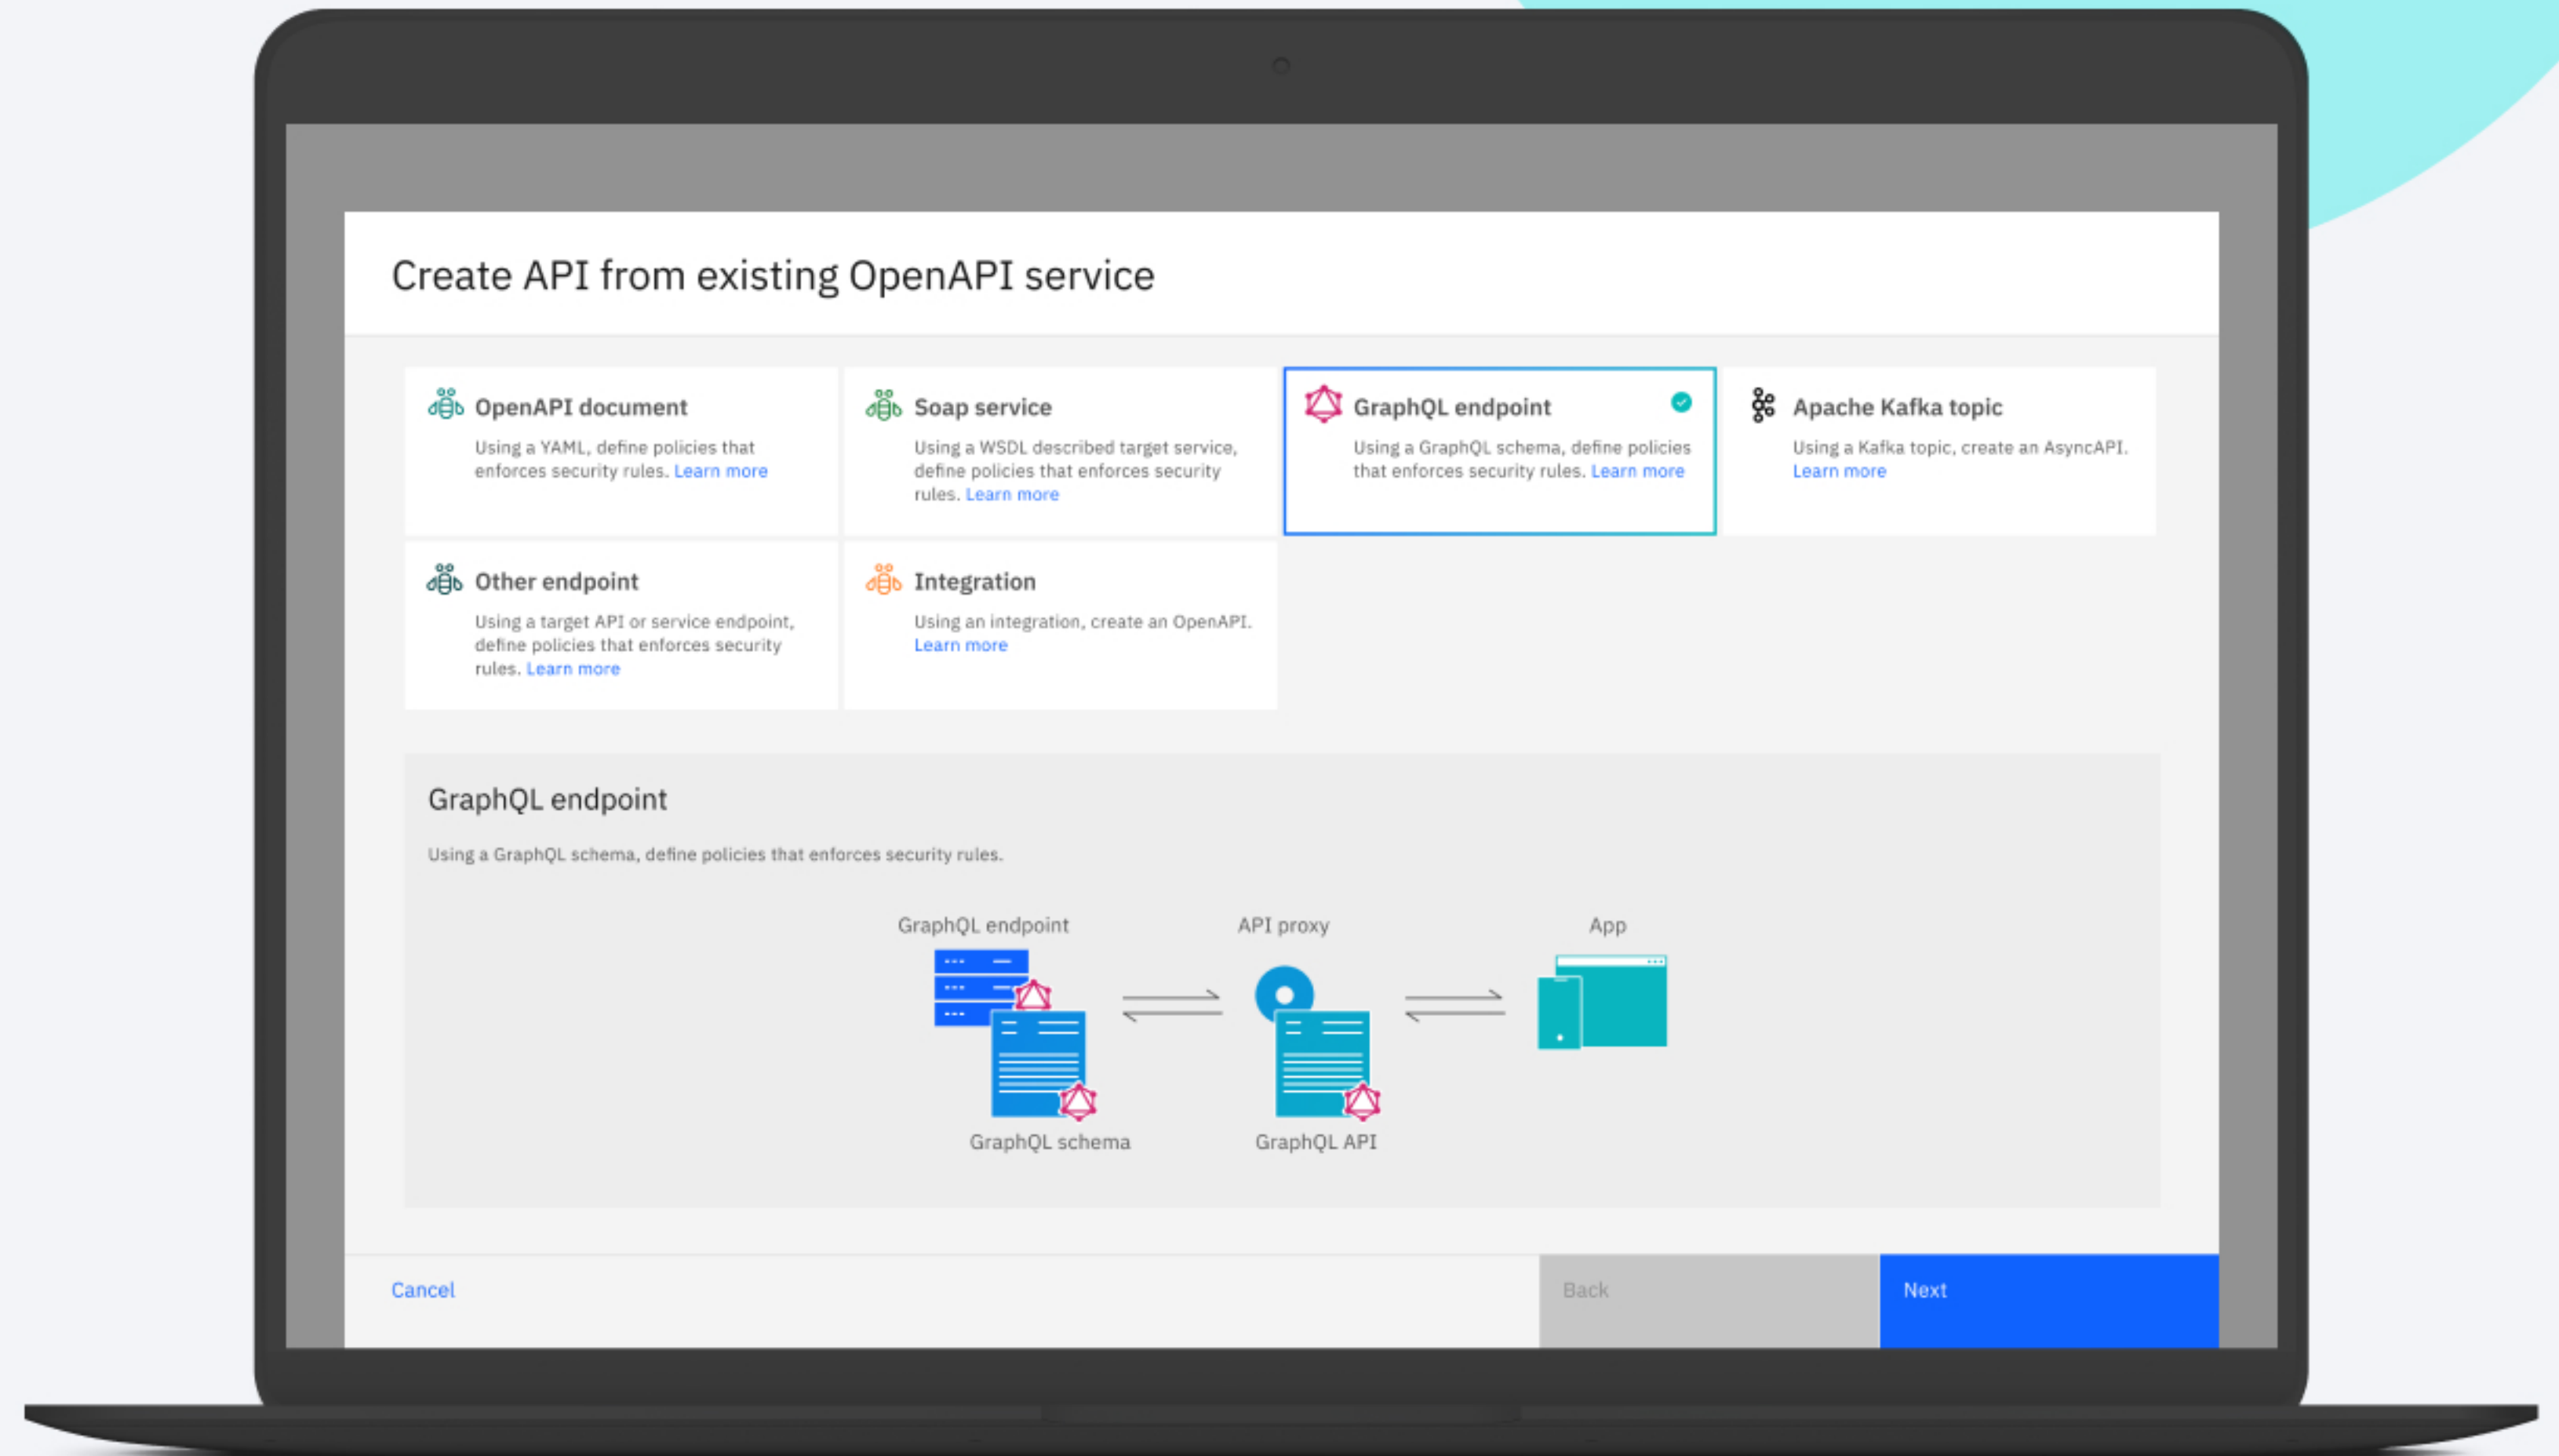 Create API from existing OpenAPI service
OpenAPI document
Using a YAML, define policies that
enforces security rules. Learn more
Soap service
Using a WSDL described target service,
define policies that enforces security
rules. Learn more
GraphQL endpoint
Using a GraphQL schema, define policies
that enforces security rules. Learn more
Apache Kafka topic
Using a Kafka topic, create an AsyncAPI.
Learn more
Other endpoint
Using a target API or service endpoint,
define policies that enforces security
rules. Learn more
Integration
Using an integration, create an OpenAPI.
Learn more
GraphQL endpoint
Using a GraphQL schema, define policies that enforces security rules.
GraphQL endpoint
API proxy
App
GraphQL schema
GraphQL API
Cancel
Back
Next